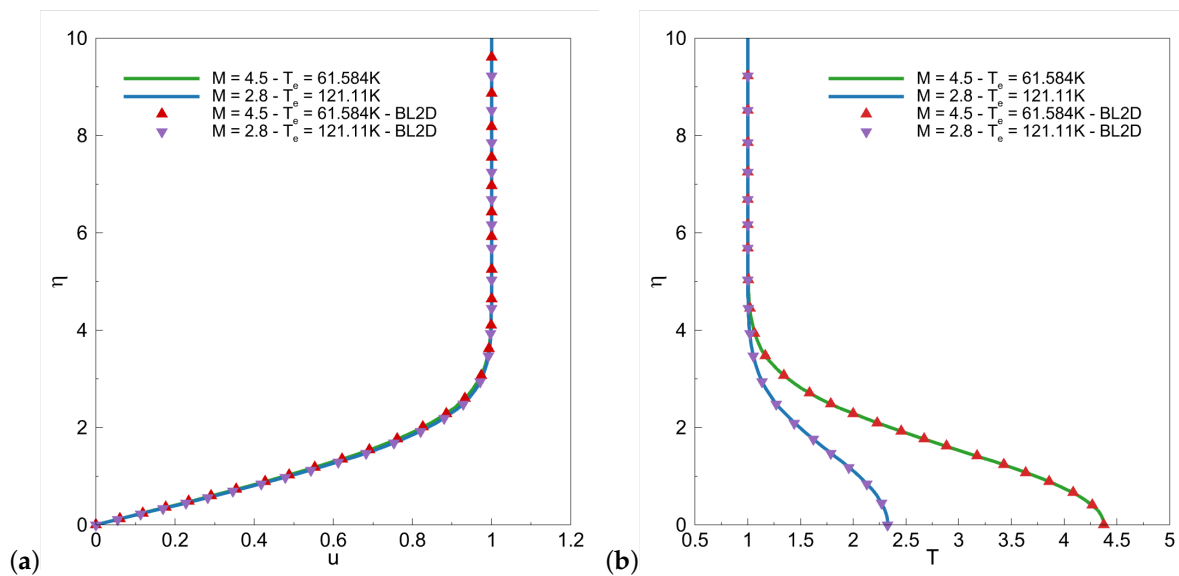 10
8
6
4
2
0
η
0
0.2
0.4
0.6
0.8
1
1.2
u
M = 4.5 - Te = 61.584K
M = 2.8 - Te = 121.11K
M = 4.5 - Te = 61.584K - BL2D
M = 2.8 - Te = 121.11K - BL2D
(a)
10
8
6
4
2
0
η
0.5
1
1.5
2
2.5
3
3.5
4
4.5
5
T
M = 4.5 - Te = 61.584K
M = 2.8 - Te = 121.11K
M = 4.5 - Te = 61.584K - BL2D
M = 2.8 - Te = 121.11K - BL2D
(b)